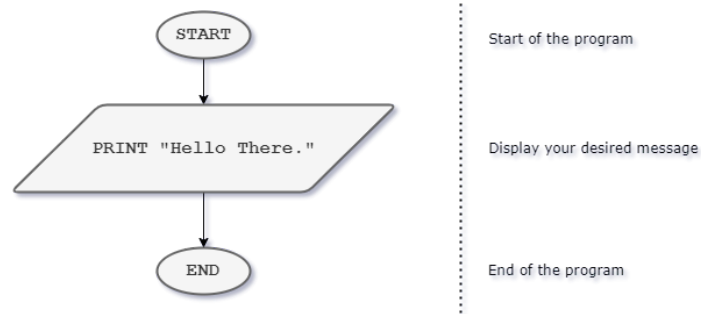 START
Start of the program
PRINT "Hello There."
Display your desired message
END
End of the program